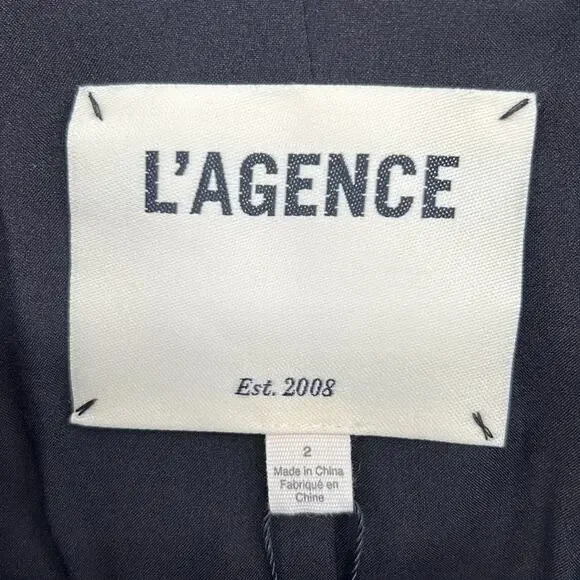 L'AGENCE
Est. 2008
2
Made in China
Fabriqué en
Chine